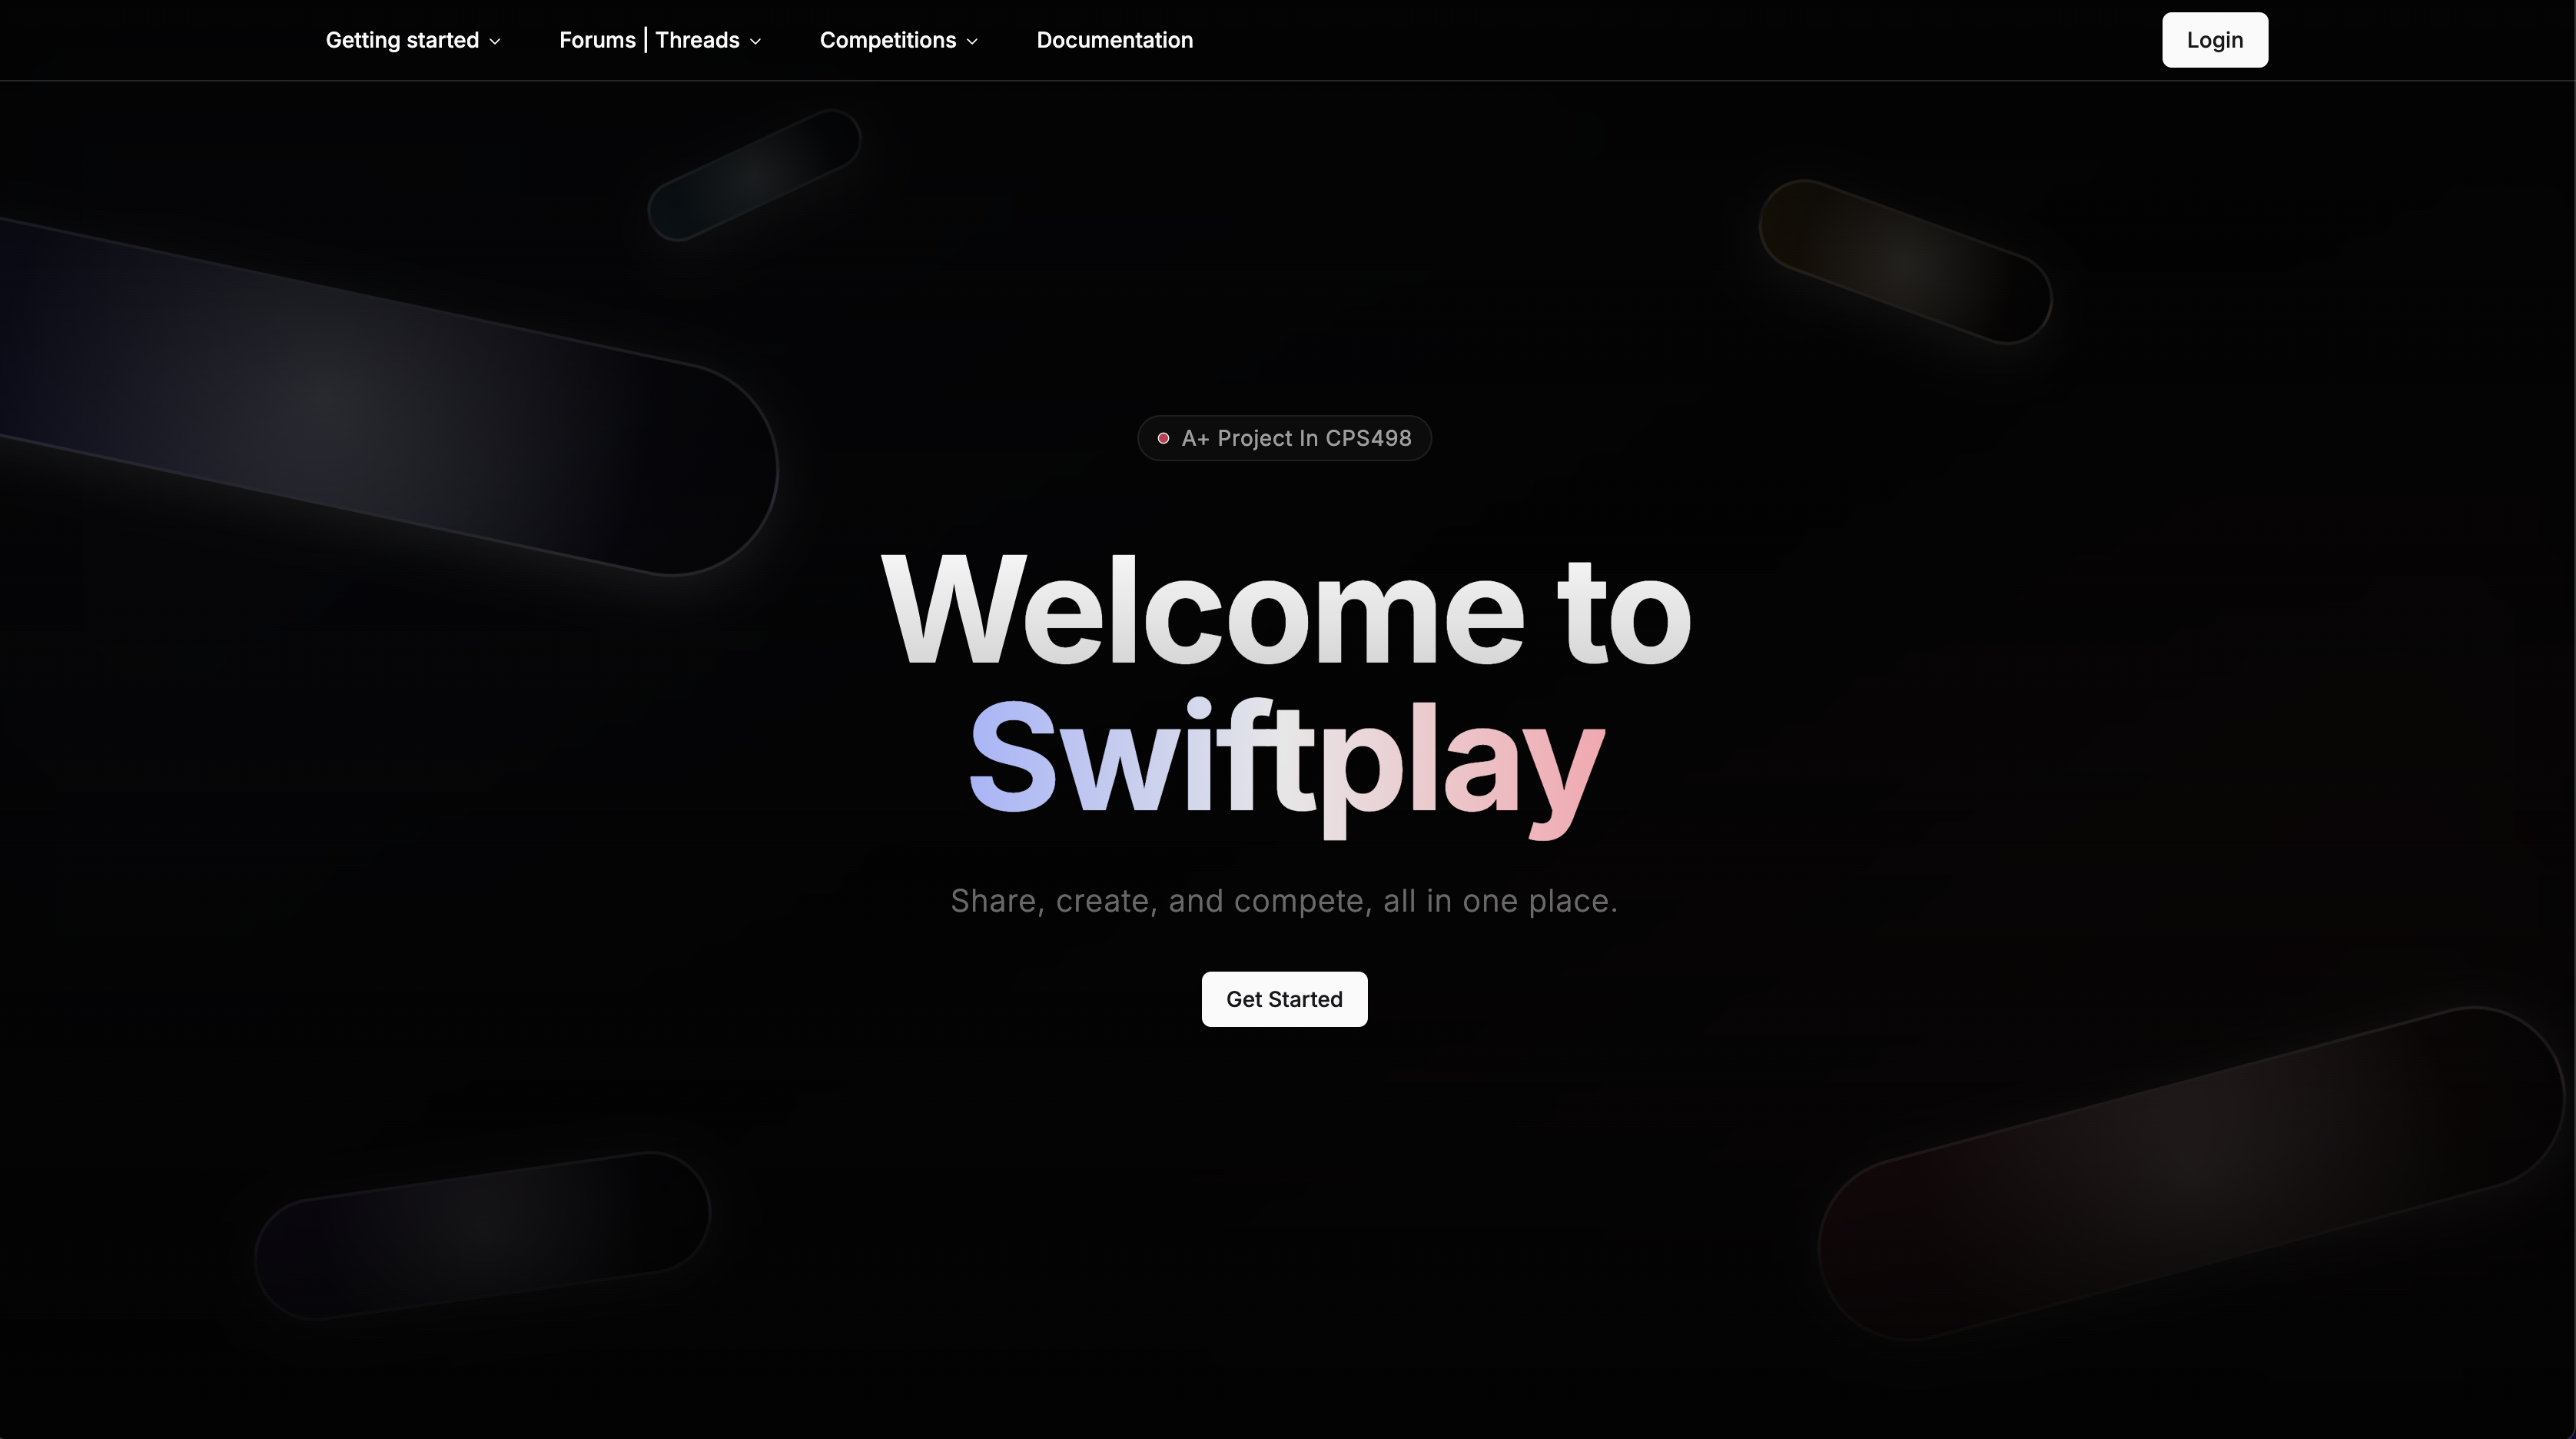 Getting started
Forums | Threads
Competitions
Documentation
Login
A+ Project In CPS498
Welcome to
Swiftplay
Share, create, and compete, all in one place.
Get Started